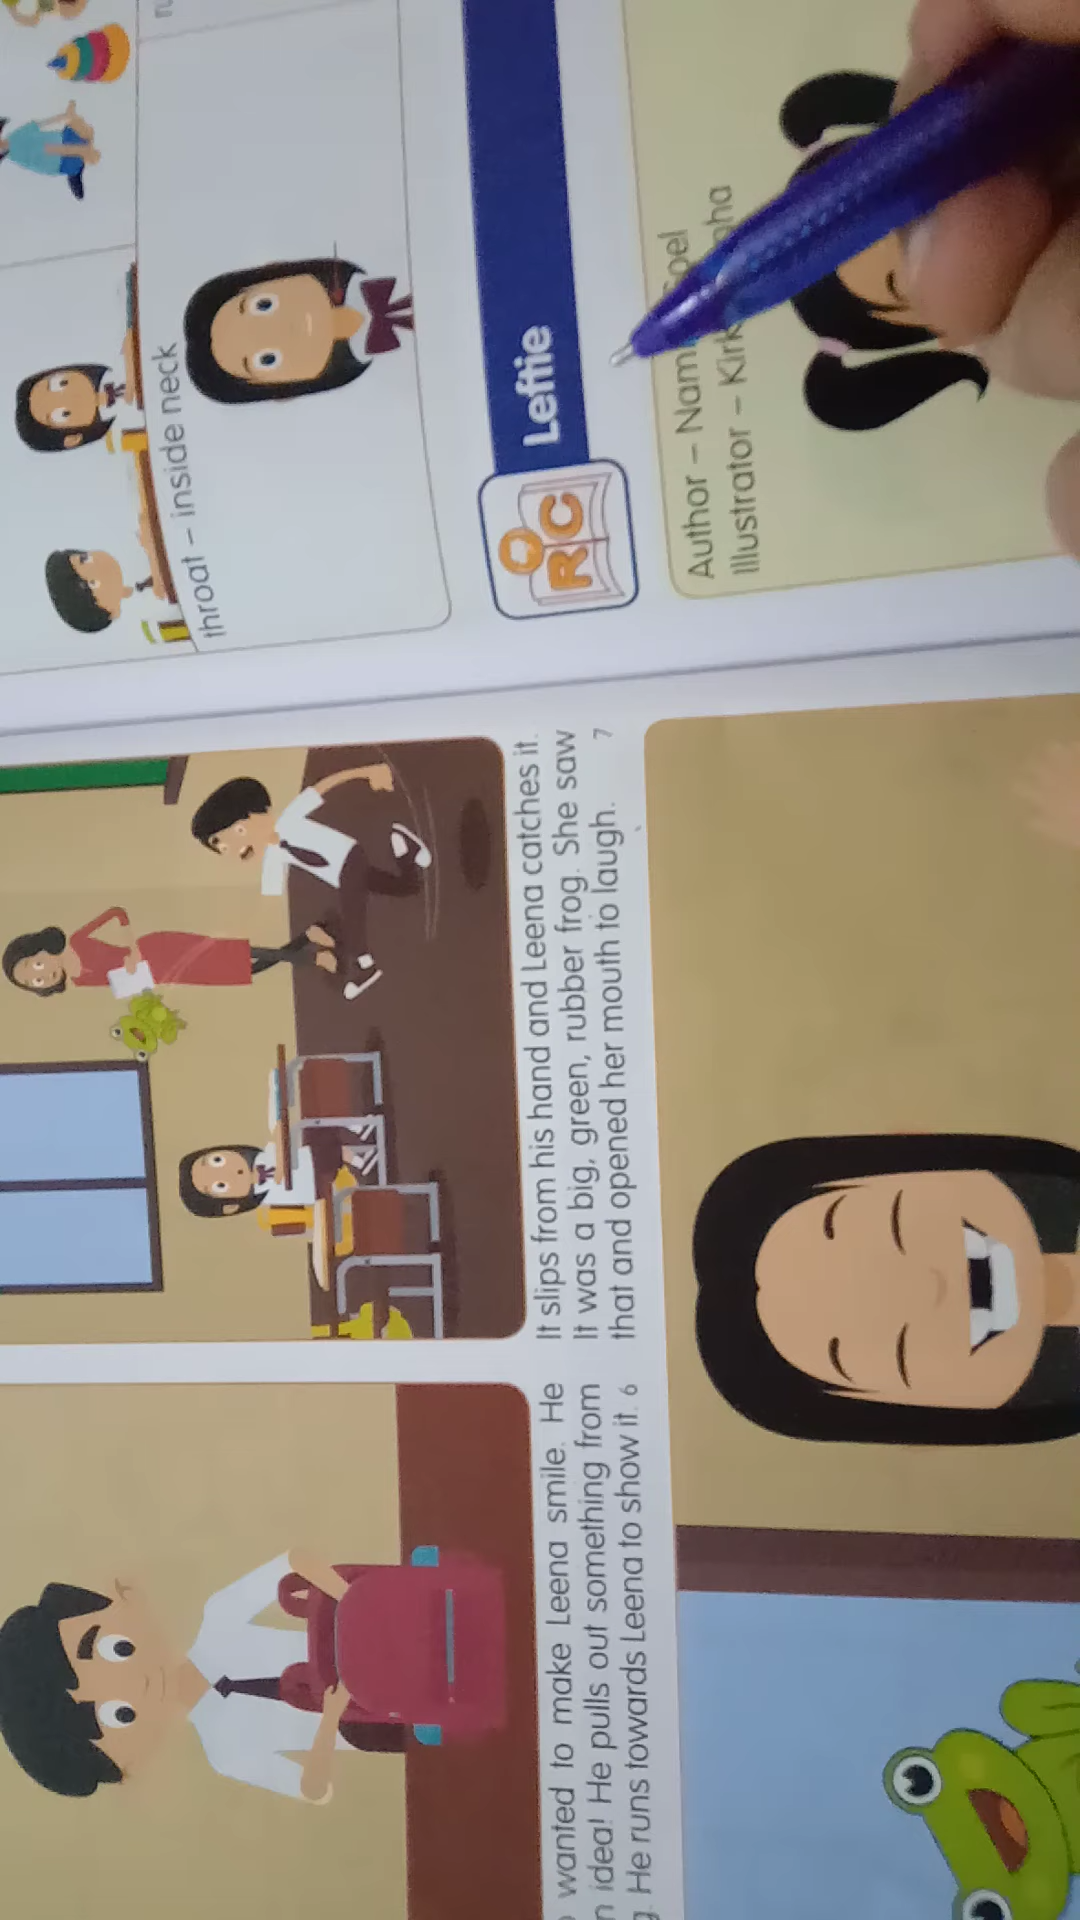 wanted to make Leena smile. He
idea! He pulls out something from
He runs towards Leena to show it. 6
It slips from his hand and Leena catches it.
It was a big, green, rubber frog. She saw
that and opened her mouth to laugh. 7
throat – inside neck
RC
Leftie
Author –
Illustrator –